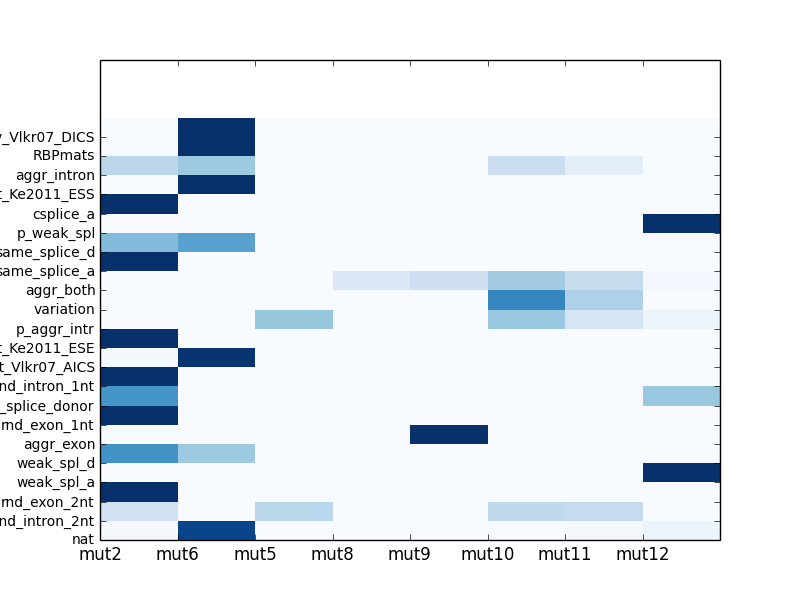 y_Vlkr07_DICS
RBPmats
aggr_intron
t_Ke2011_ESS
csplice_a
p_weak_spl
same_splice_d
same_splice_a
aggr_both
variation
p_aggr_intr
t_Ke2011_ESE
t_Vlkr07_AICS
nd_intron_1nt
_splice_donor
rnd_exon_1nt
aggr_exon
weak_spl_d
weak_spl_a
rnd_exon_2nt
nd_intron_2nt
nat
mut2 mut6 mut5 mut8 mut9 mut10 mut11 mut12